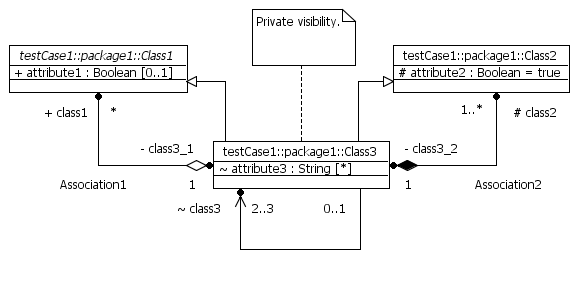 Private visibility.
testCase1::package1::Class1
+ attribute1 : Boolean [0..1]
testCase1::package1::Class2
# attribute2 : Boolean = true
+ class1
*
1..*
# class2
- class3_1
testCase1::package1::Class3
- class3_2
~ attribute3 : String [*]
Association1
1
1
Association2
~ class3
2..3
0..1